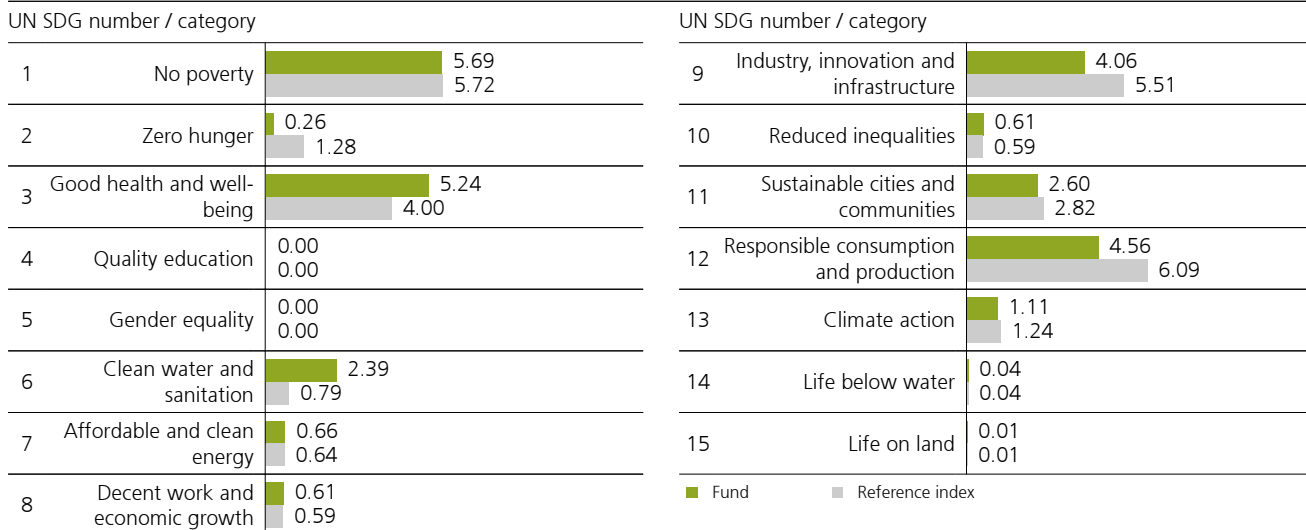 UN SDG number / category
1 No poverty 5.69
5.72
2 Zero hunger 0.26
1.28
3 Good health and well-
being 5.24
4.00
4 Quality education 0.00
0.00
5 Gender equality 0.00
0.00
6 Clean water and
sanitation 2.39
0.79
7 Affordable and clean
energy 0.66
0.64
8 Decent work and
economic growth 0.61
0.59
UN SDG number / category
9 Industry, innovation and
infrastructure 4.06
5.51
10 Reduced inequalities 0.61
0.59
11 Sustainable cities and
communities 2.60
2.82
12 Responsible consumption
and production 4.56
6.09
13 Climate action 1.11
1.24
14 Life below water 0.04
0.04
15 Life on land 0.01
0.01
Fund Reference index